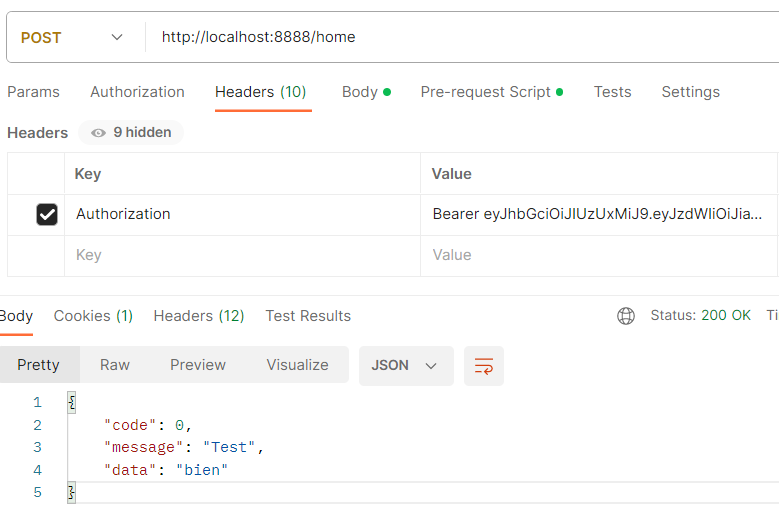 POST http://localhost:8888/home
Params Authorization Headers (10) Body Pre-request Script Tests Settings
Headers 9 hidden
Key Value
Authorization Bearer eyJhbGciOiJIUzUxMiJ9.eyJzdWIiOiJia...
Key Value
Body Cookies (1) Headers (12) Test Results Status: 200 OK Ti
Pretty Raw Preview Visualize JSON
1 {
2 "code": 0,
3 "message": "Test",
4 "data": "bien"
5 }